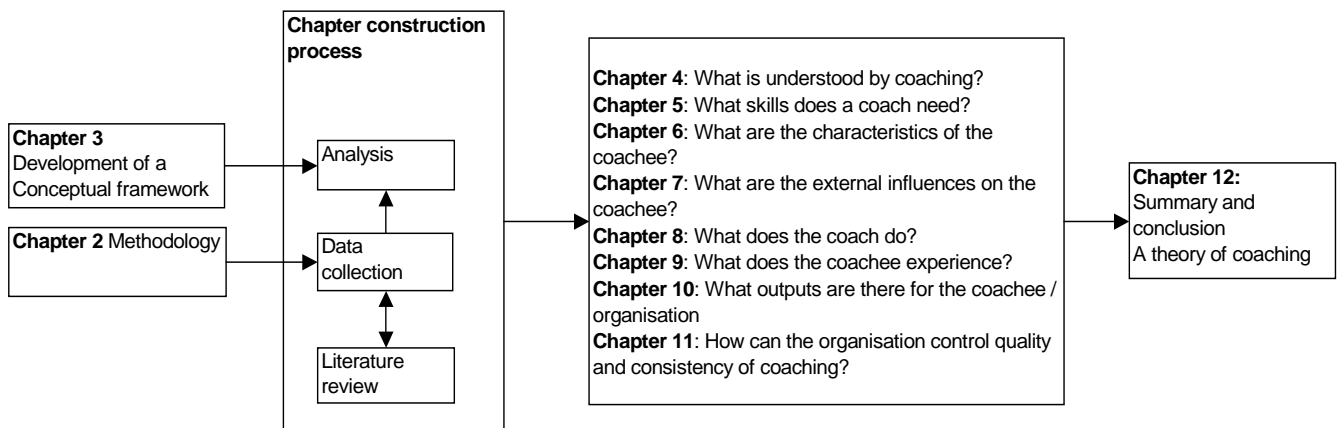 Chapter 3
Development of a
Conceptual framework
Chapter 2 Methodology
Chapter construction
process
Analysis
Data
collection
Literature
review
Chapter 4: What is understood by coaching?
Chapter 5: What skills does a coach need?
Chapter 6: What are the characteristics of the
coachee?
Chapter 7: What are the external influences on the
coachee?
Chapter 8: What does the coach do?
Chapter 9: What does the coachee experience?
Chapter 10: What outputs are there for the coachee /
organisation
Chapter 11: How can the organisation control quality
and consistency of coaching?
Chapter 12:
Summary and
conclusion
A theory of coaching